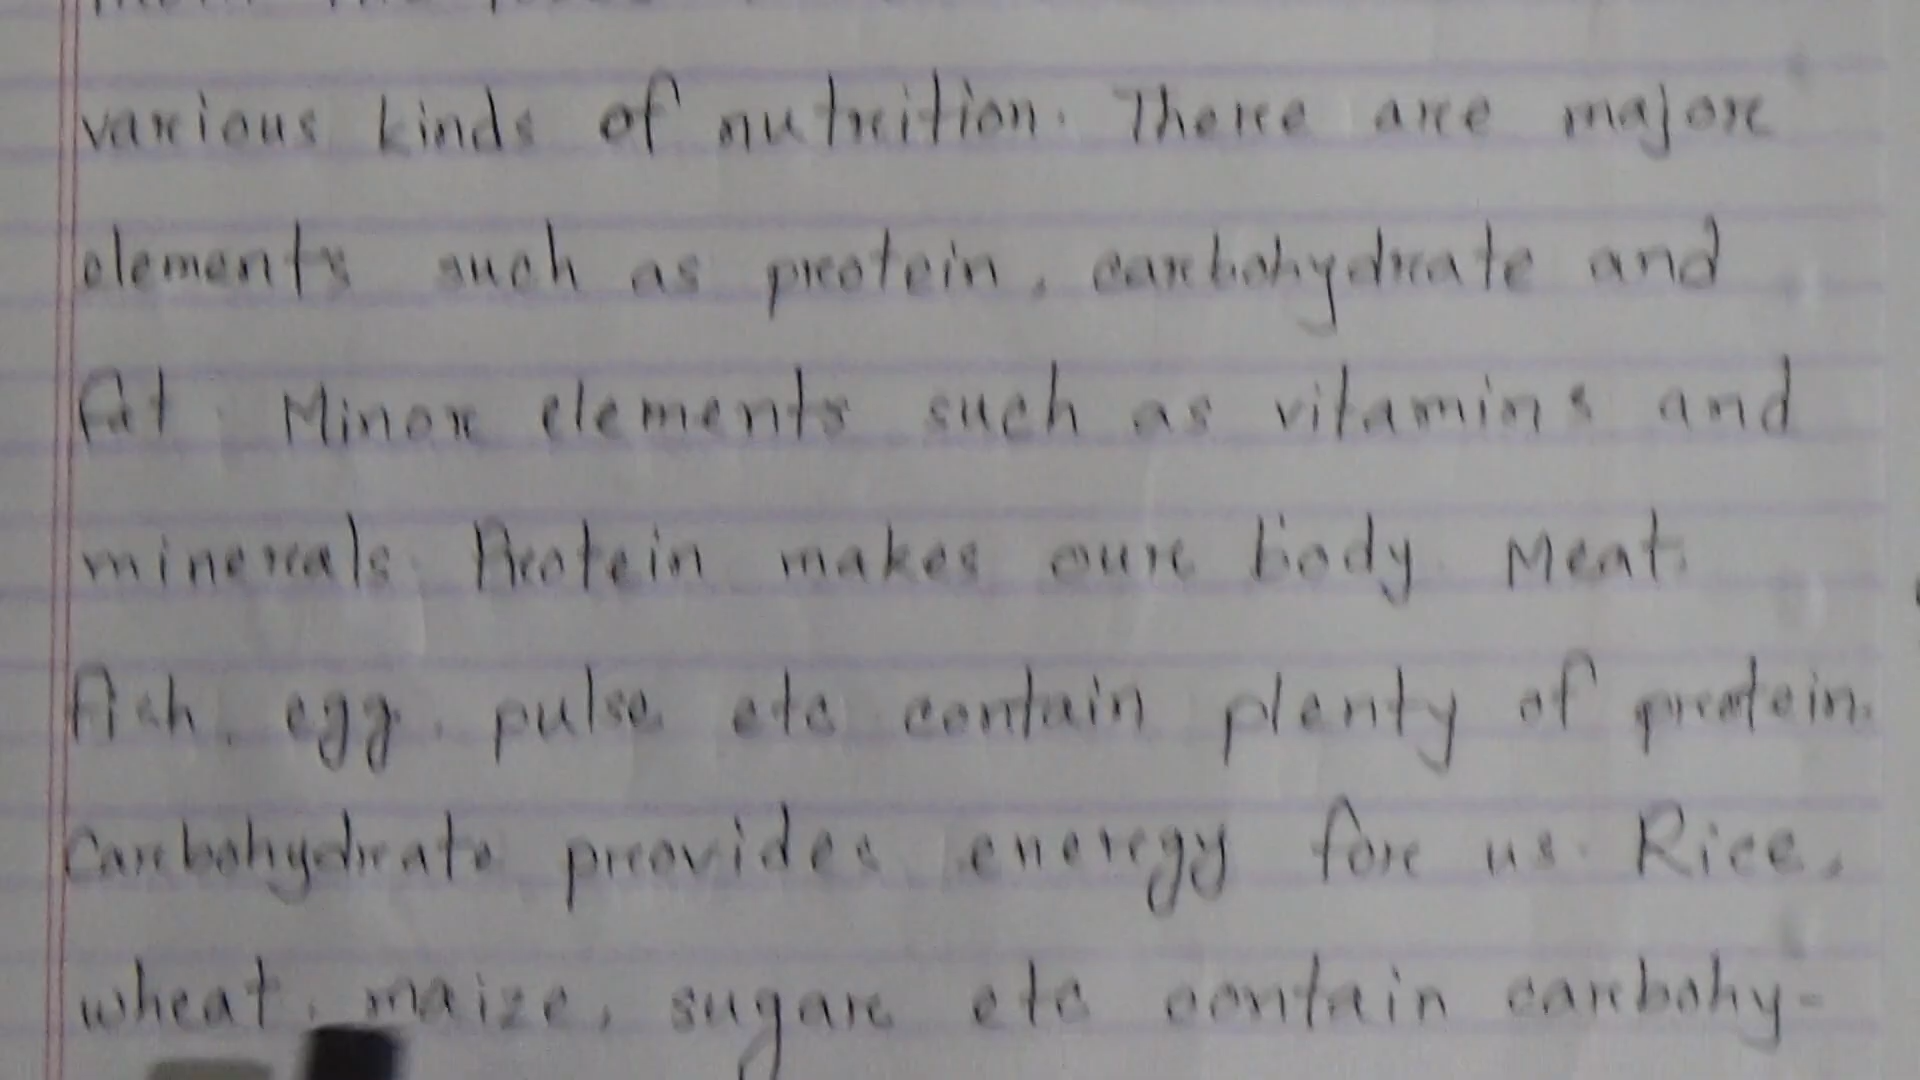 various kinds of nutrition. There are major
elements such as protein, carbohydrate and
fat. Minor elements such as vitamins and
minerals. Protein makes our body. Meat,
fish, egg, pulse etc contain plenty of protein.
Carbohydrate provides energy for us. Rice,
wheat, maize, sugar etc contain carbohy-